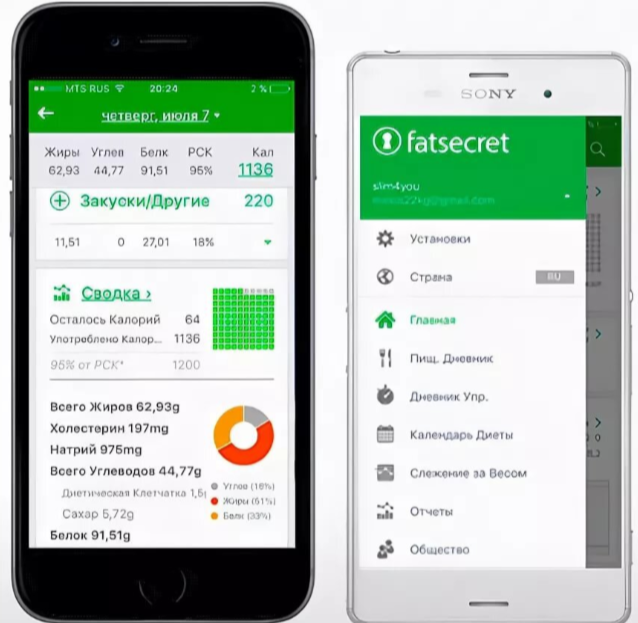 MTS RUS 20:24 2 %
четверг, июля 7
Жиры Углев Белк РСК Кал
62,93 44,77 91,51 95% 1136
Закуски/Другие 220
11,51 0 27,01 18%
Сводка >
Осталось Калорий 64
Употреблено Калор... 1136
95% от РСК* 1200
Всего Жиров 62,93g
Холестерин 197mg
Натрий 975mg
Всего Углеводов 44,77g
Диетическая Клетчатка 1,5g
Сахар 5,72g
Белок 91,51g
Углев (16%)
Жиры (51%)
Белк (33%)
SONY
fatsecret
slim4you
Установки
Страна RU
Главная
Пищ. Дневник
Дневник Упр.
Календарь Диеты
Слежение за Весом
Отчеты
Общество